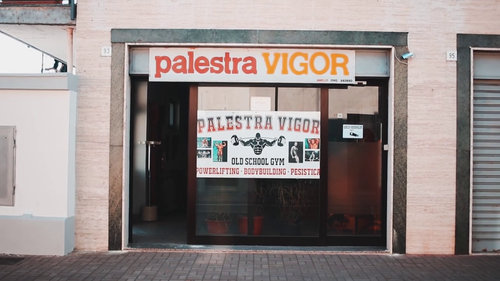 palestra VIGOR
PALESTRA VIGOR
OLD SCHOOL GYM
POWERLIFTING - BODYBUILDING - PESISTICA